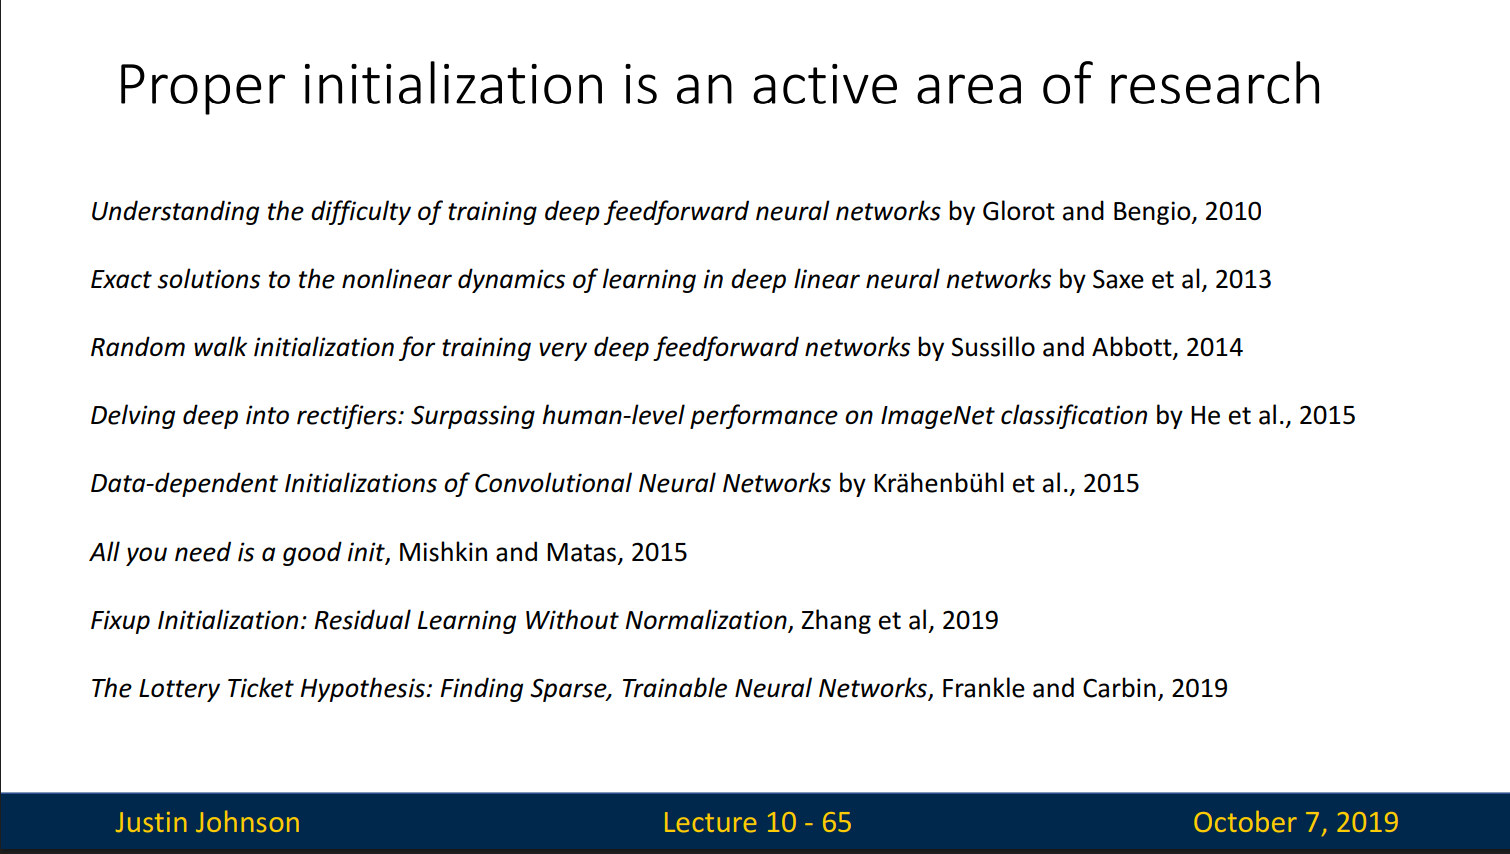 Proper initialization is an active area of research
Understanding the difficulty of training deep feedforward neural networks by Glorot and Bengio, 2010
Exact solutions to the nonlinear dynamics of learning in deep linear neural networks by Saxe et al, 2013
Random walk initialization for training very deep feedforward networks by Sussillo and Abbott, 2014
Delving deep into rectifiers: Surpassing human-level performance on ImageNet classification by He et al., 2015
Data-dependent Initializations of Convolutional Neural Networks by Krähenbühl et al., 2015
All you need is a good init, Mishkin and Matas, 2015
Fixup Initialization: Residual Learning Without Normalization, Zhang et al, 2019
The Lottery Ticket Hypothesis: Finding Sparse, Trainable Neural Networks, Frankle and Carbin, 2019
Justin Johnson
Lecture 10 - 65
October 7, 2019